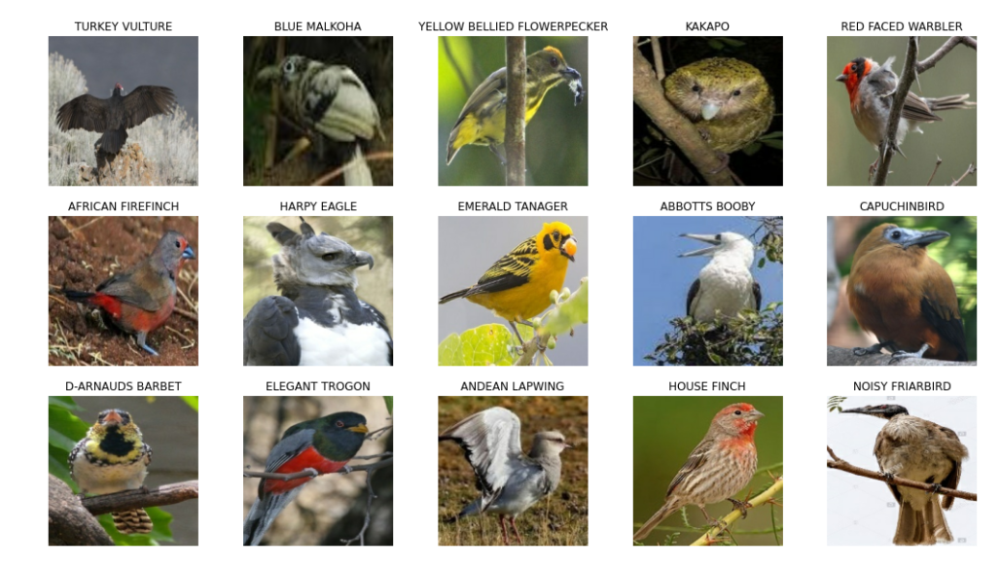 TURKEY VULTURE
BLUE MALKOHA
YELLOW BELLIED FLOWERPECKER
KAKAPO
RED FACED WARBLER
AFRICAN FIREFINCH
HARPY EAGLE
EMERALD TANAGER
ABBOTTS BOOBY
CAPUCHINBIRD
D-ARNAUDS BARBET
ELEGANT TROGON
ANDEAN LAPWING
HOUSE FINCH
NOISY FRIARBIRD